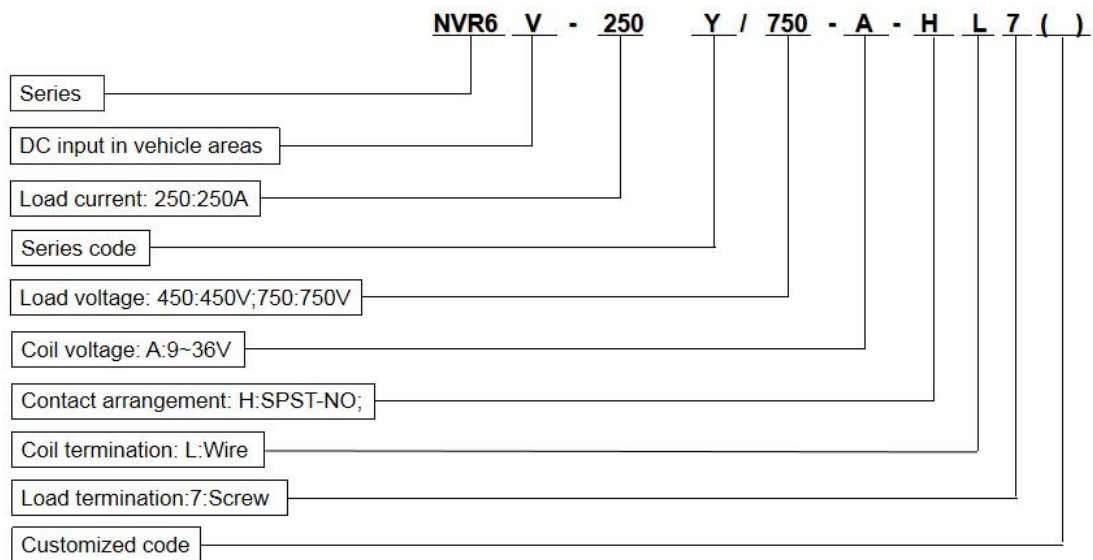 NVR6 V - 250 Y / 750 - A - H L 7 ( )
Series
DC input in vehicle areas
Load current: 250:250A
Series code
Load voltage: 450:450V;750:750V
Coil voltage: A:9~36V
Contact arrangement: H:SPST-NO;
Coil termination: L:Wire
Load termination:7:Screw
Customized code